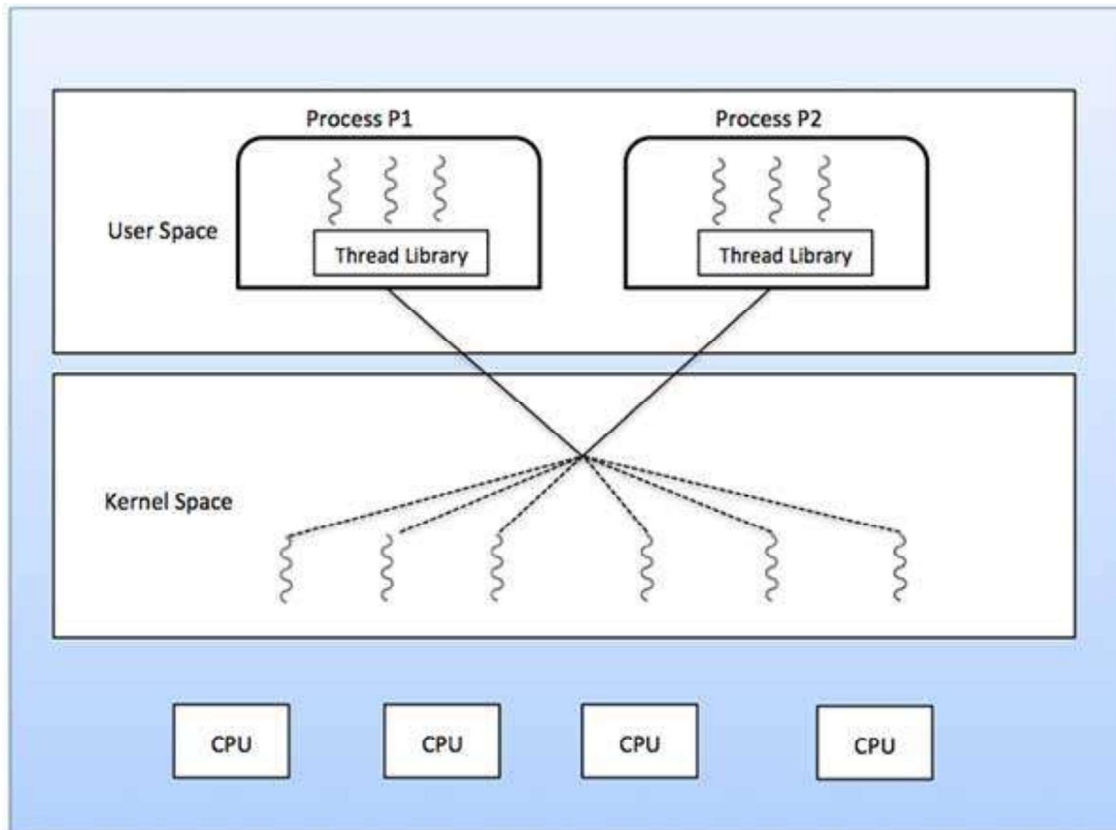 Process P1
Process P2
User Space
Thread Library
Thread Library
Kernel Space
CPU
CPU
CPU
CPU